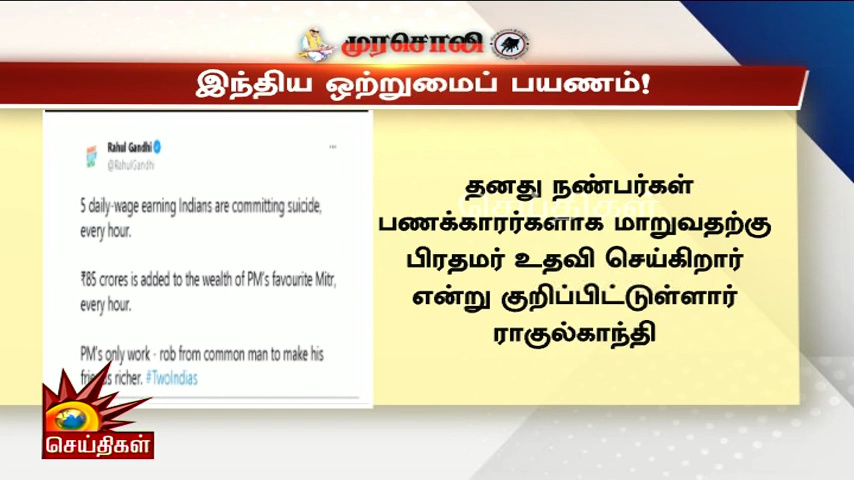 முரசொலி
இந்திய ஒற்றுமைப் பயணம்!
Rahul Gandhi
@RahulGandhi
5 daily-wage earning Indians are committing suicide,
every hour.
₹85 crores is added to the wealth of PM's favourite Mitr,
every hour.
PM's only work - rob from common man to make his
richer. #TwoIndias
தனது நண்பர்கள்
பணக்காரர்களாக மாறுவதற்கு
பிரதமர் உதவி செய்கிறார்
என்று குறிப்பிட்டுள்ளார்
ராகுல்காந்தி
செய்திகள்
செய்திகள்